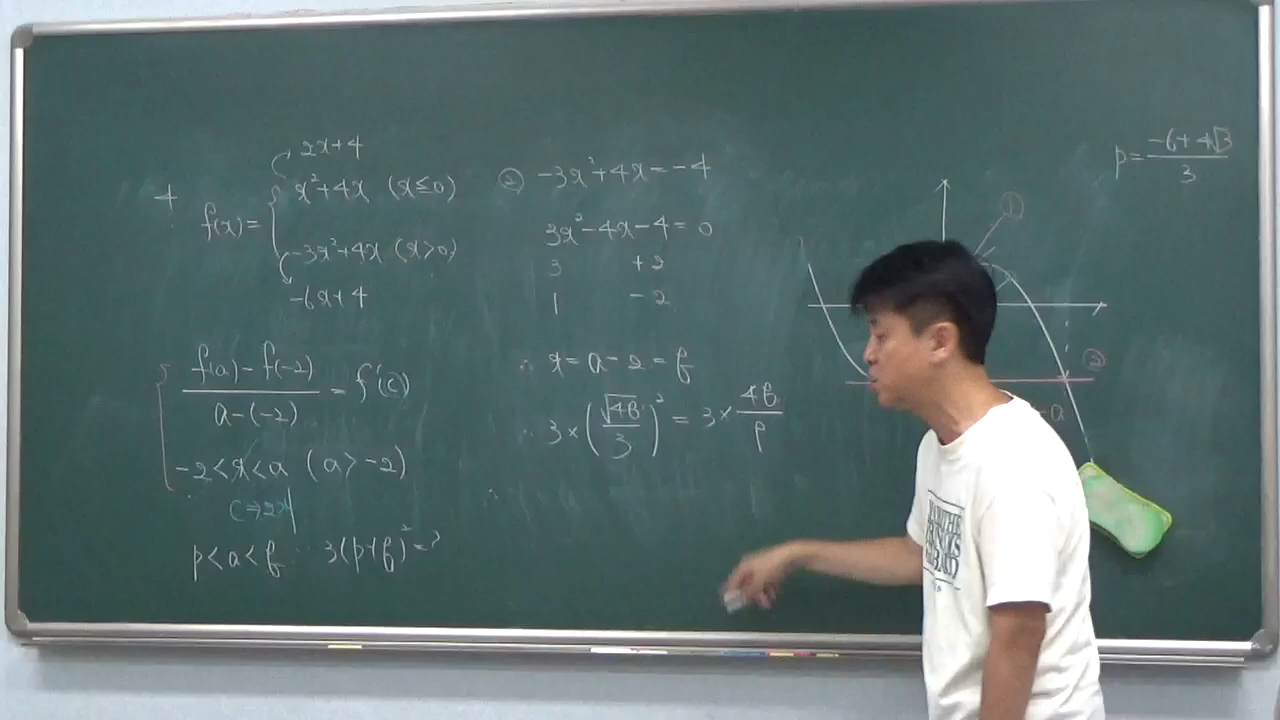 4
2x+4
f(x)= { x²+4x (x≤0)
-3x²+4x (x>0)
-6x+4
f(a)-f(-2) / a-(-2) = f'(c)
-2<x<a (a>-2)
p<a<q 3(p+q)²=?
② -3x²+4x=-4
3x²-4x-4=0
3 +2
1 -2
∴ x=a-2=q
∴ 3×(√48/3)²=3×48/9
①
②
p=(-6+4√3)/3